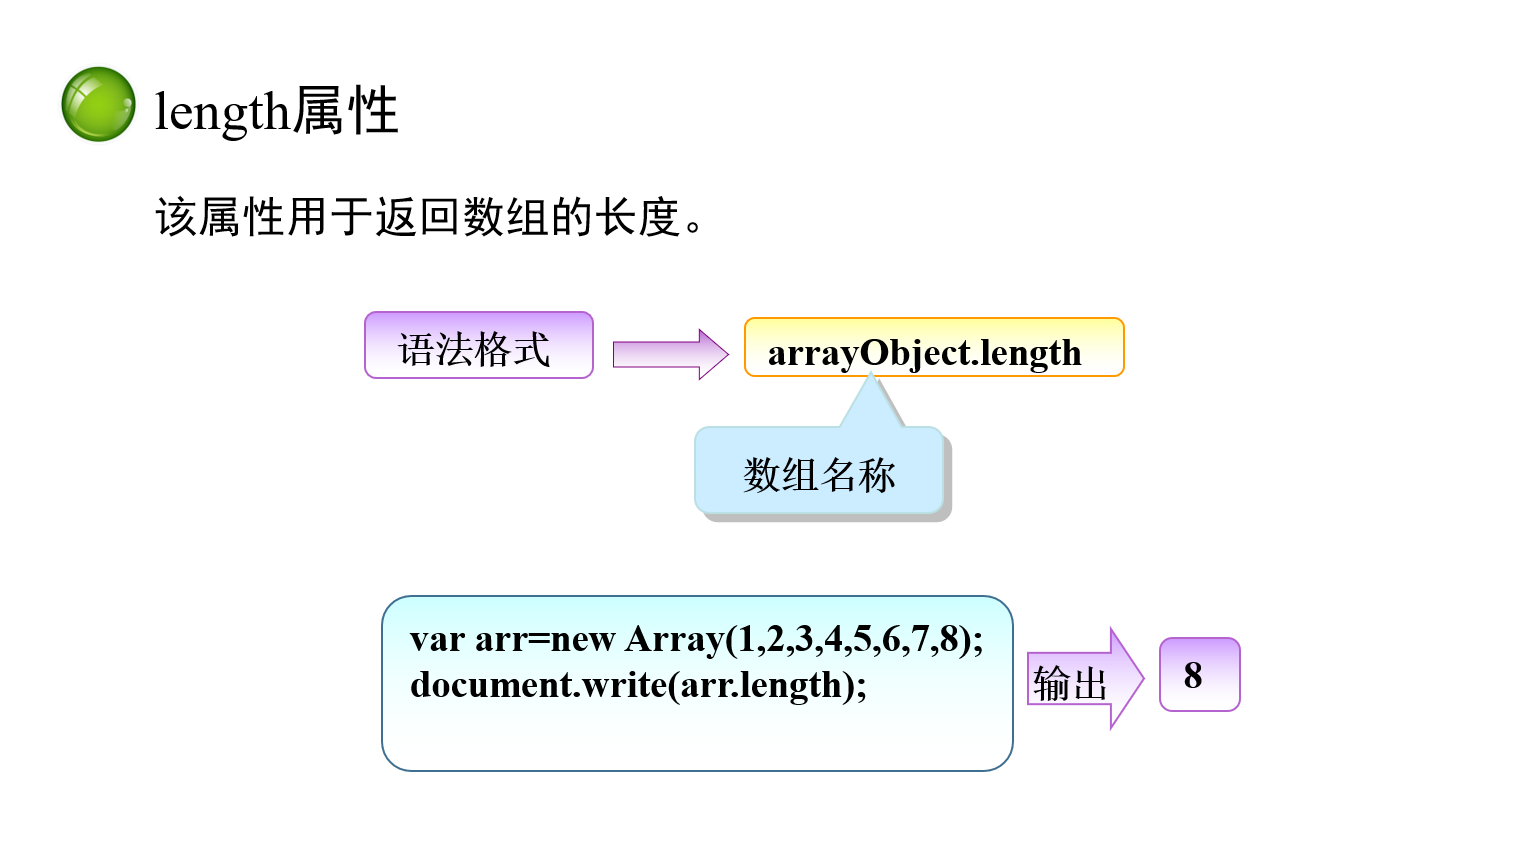 length属性
该属性用于返回数组的长度。
语法格式
arrayObject.length
数组名称
var arr=new Array(1,2,3,4,5,6,7,8);
document.write(arr.length);
输出
8